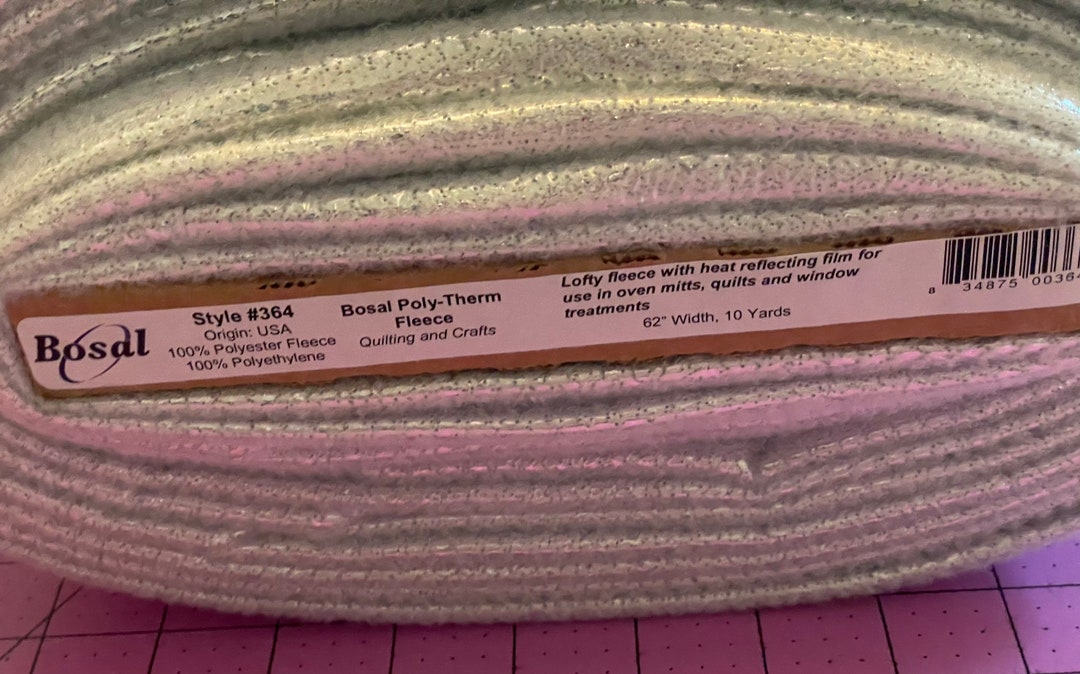 Bosal
Style #364
Origin: USA
100% Polyester Fleece
100% Polyethylene
Bosal Poly-Therm
Fleece
Quilting and Crafts
Lofty fleece with heat reflecting film for
use in oven mitts, quilts and window
treatments
62" Width, 10 Yards
8 34875 0036